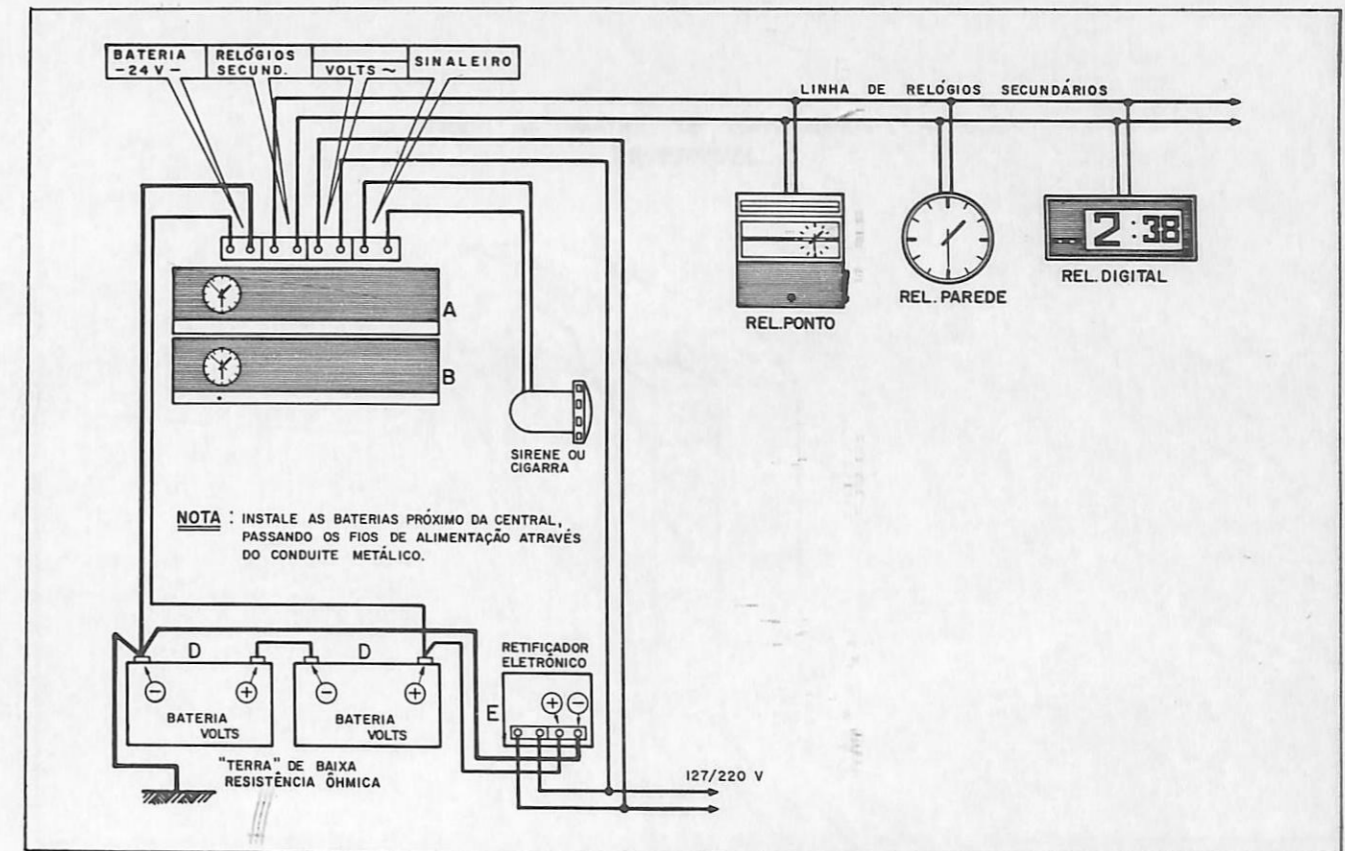 BATERIA
-24V-
RELÓGIOS
SECUND.
VOLTS ~
SINALEIRO
LINHA DE RELÓGIOS SECUNDÁRIOS
2:38
REL.PONTO
REL. PAREDE
REL.DIGITAL
A
B
SIRENE OU
CIGARRA
NOTA : INSTALE AS BATERIAS PRÓXIMO DA CENTRAL,
PASSANDO OS FIOS DE ALIMENTAÇÃO ATRAVÉS
DO CONDUITE METÁLICO.
D
D
- +
- +
BATERIA
VOLTS
BATERIA
VOLTS
RETIFIÇADOR
ELETRÔNICO
+ -
E
"TERRA" DE BAIXA
RESISTÊNCIA ÔHMICA
127/220 V